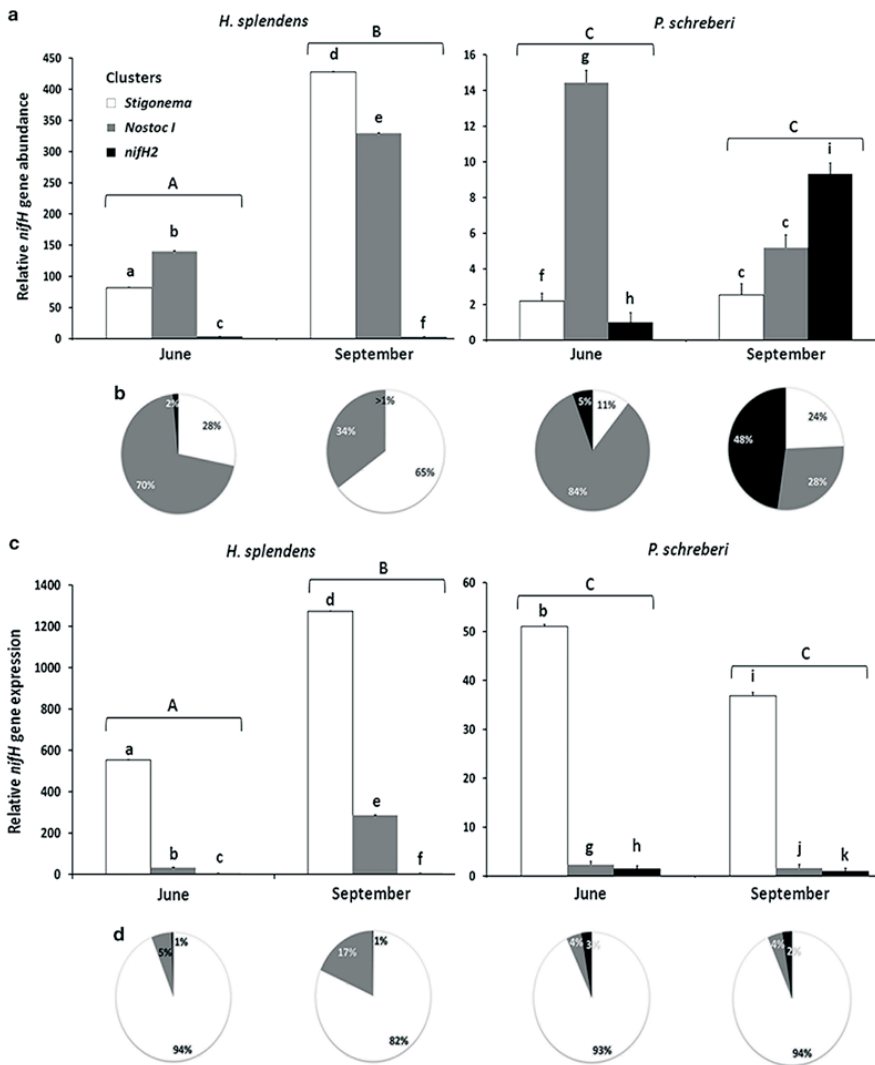 a
H. splendens
P. schreberi
B
d
C
g
450
400
350
300
250
200
150
100
50
0
Relative nifH gene abundance
Clusters
Stigonema
Nostoc I
nifH2
e
A
a
b
c
f
June
September
16
14
12
10
8
6
4
2
0
f
h
C
c
c
i
June
September
b
2%
28%
70%
>1%
34%
65%
5%
11%
84%
48%
24%
28%
c
H. splendens
P. schreberi
1400
1200
1000
800
600
400
200
0
Relative nifH gene expression
A
a
b
c
B
d
e
f
June
September
60
50
40
30
20
10
0
C
b
g
h
C
i
j
k
June
September
d
5%
1%
94%
17%
1%
82%
4%
3%
93%
4%
2%
94%